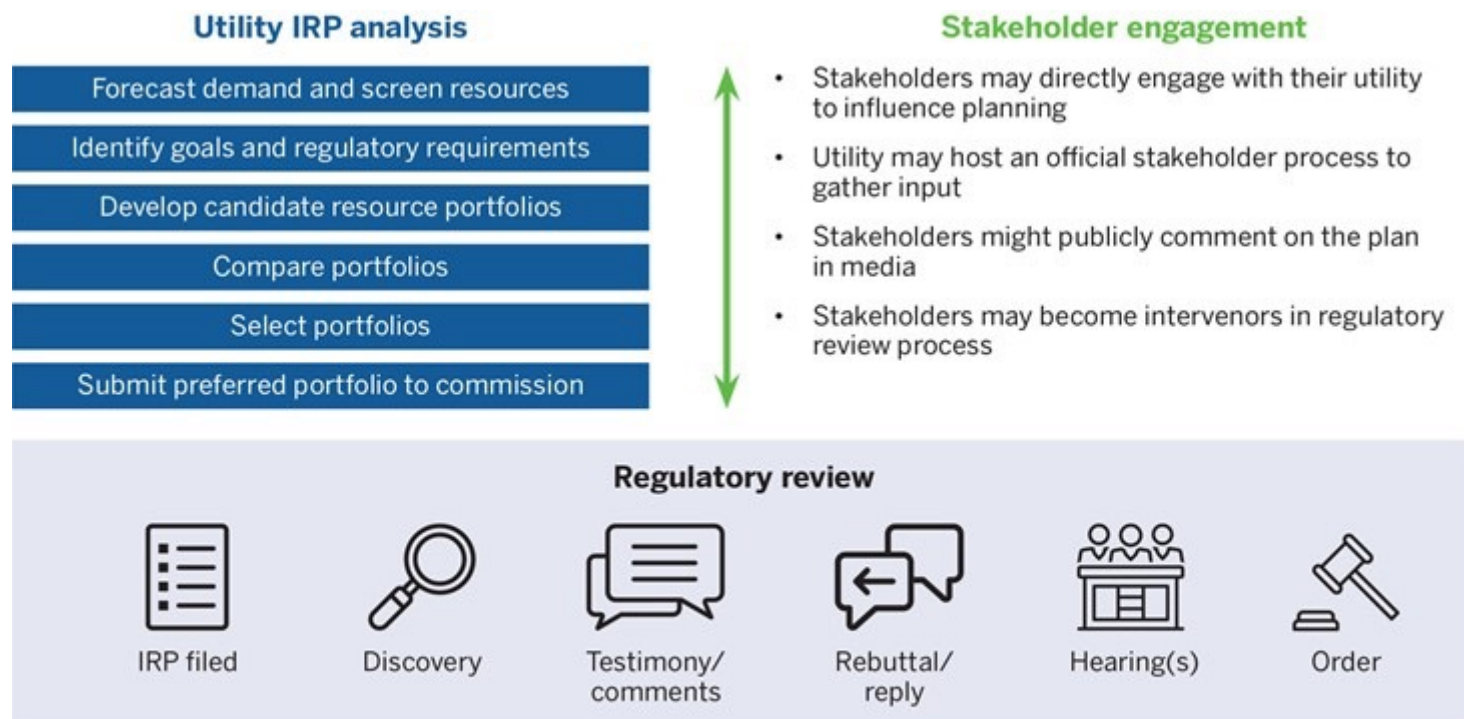 Utility IRP analysis
Forecast demand and screen resources
Identify goals and regulatory requirements
Develop candidate resource portfolios
Compare portfolios
Select portfolios
Submit preferred portfolio to commission
Stakeholder engagement
• Stakeholders may directly engage with their utility
to influence planning
• Utility may host an official stakeholder process to
gather input
• Stakeholders might publicly comment on the plan
in media
• Stakeholders may become intervenors in regulatory
review process
Regulatory review
IRP filed
Discovery
Testimony/
comments
Rebuttal/
reply
Hearing(s)
Order